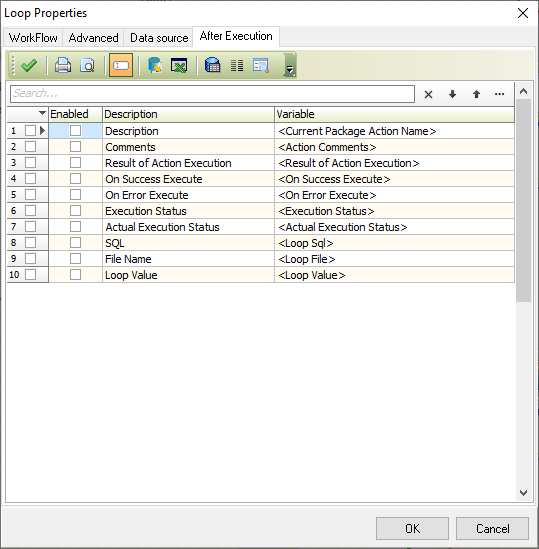 Loop Properties
WorkFlow Advanced Data source After Execution
Search...
Enabled Description Variable
1 Description <Current Package Action Name>
2 Comments <Action Comments>
3 Result of Action Execution <Result of Action Execution>
4 On Success Execute <On Success Execute>
5 On Error Execute <On Error Execute>
6 Execution Status <Execution Status>
7 Actual Execution Status <Actual Execution Status>
8 SQL <Loop Sql>
9 File Name <Loop File>
10 Loop Value <Loop Value>
OK Cancel